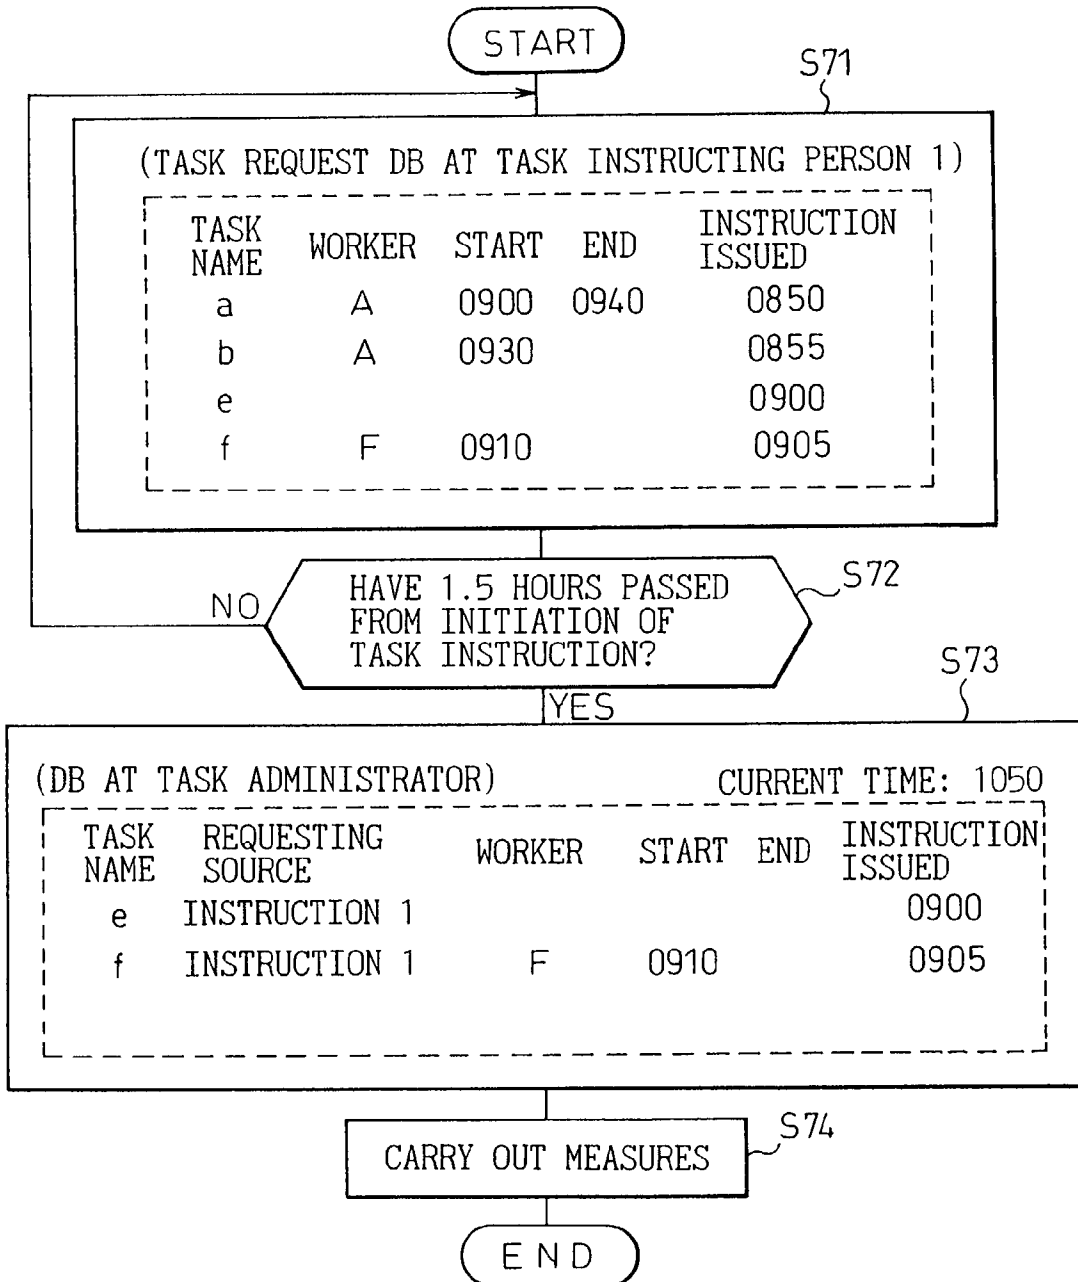 START
S71
(TASK REQUEST DB AT TASK INSTRUCTING PERSON 1)
TASK NAME WORKER START END INSTRUCTION ISSUED
a A 0900 0940 0850
b A 0930 0855
e 0900
f F 0910 0905
S72
HAVE 1.5 HOURS PASSED
FROM INITIATION OF
TASK INSTRUCTION?
NO
YES
S73
(DB AT TASK ADMINISTRATOR) CURRENT TIME: 1050
TASK NAME REQUESTING SOURCE WORKER START END INSTRUCTION ISSUED
e INSTRUCTION 1 0900
f INSTRUCTION 1 F 0910 0905
S74
CARRY OUT MEASURES
END